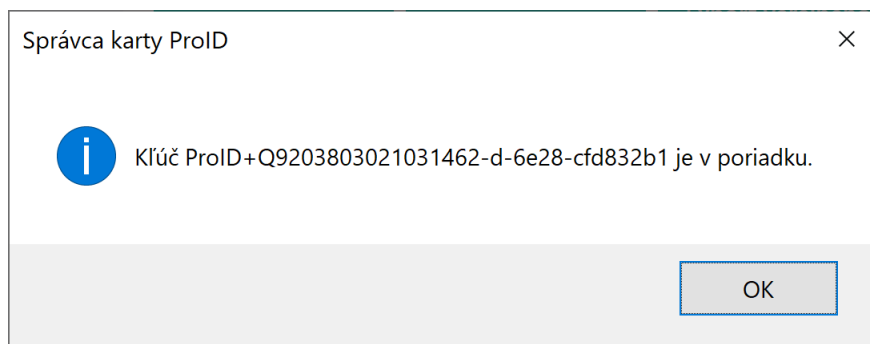 Správca karty ProID
Kľúč ProID+Q9203803021031462-d-6e28-cfd832b1 je v poriadku.
OK